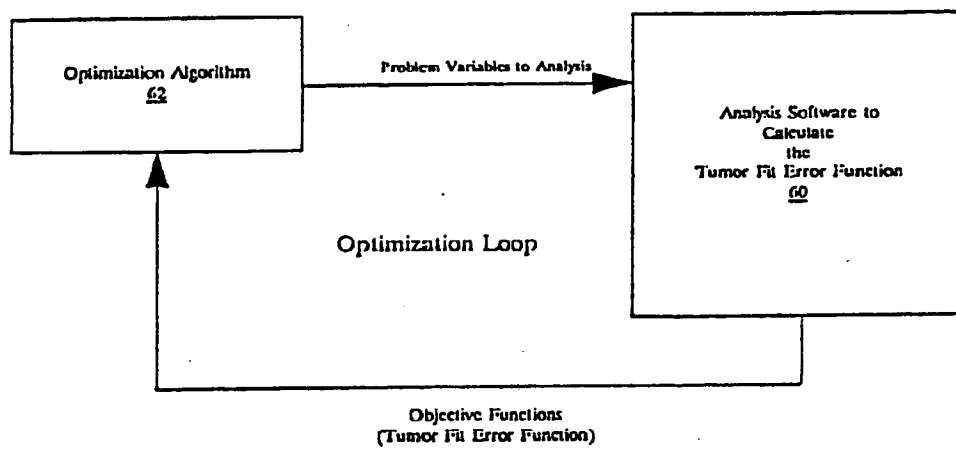 Optimization Algorithm
62
Problem Variables to Analysis
Analysis Software to
Calculate
the
Tumor Fit Error Function
60
Optimization Loop
Objective Functions
(Tumor Fit Error Function)